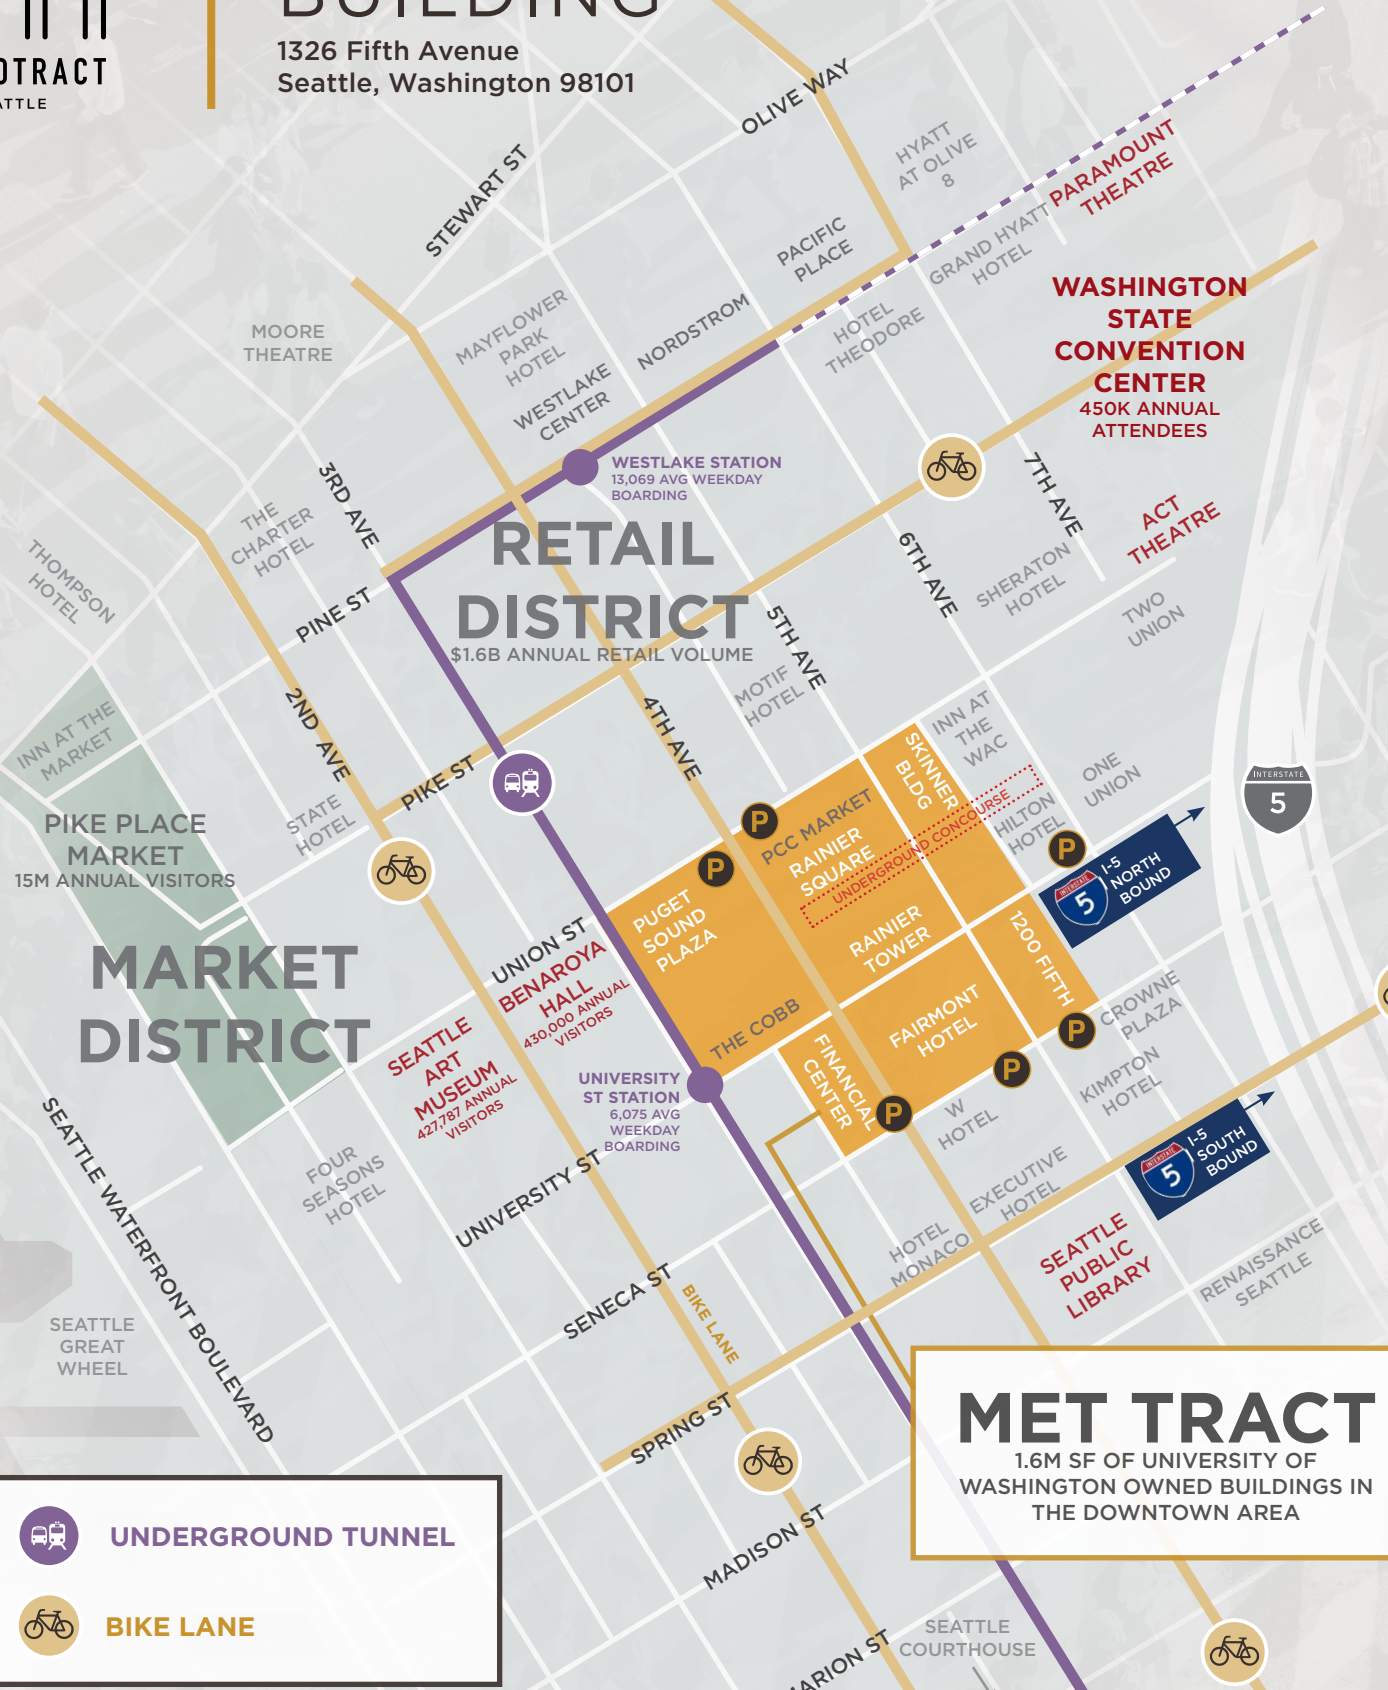 BUILDING
1326 Fifth Avenue
Seattle, Washington 98101
OTRACT
ATTLE
OLIVE WAY
STEWART ST
HYATT
AT OLIVE
8
PARAMOUNT
THEATRE
PACIFIC
PLACE
GRAND HYATT
HOTEL
WASHINGTON
STATE
CONVENTION
CENTER
450K ANNUAL
ATTENDEES
MOORE
THEATRE
MAYFLOWER
PARK
HOTEL
NORDSTROM
HOTEL
THEODORE
WESTLAKE
CENTER
WESTLAKE STATION
13,069 AVG WEEKDAY
BOARDING
3RD AVE
7TH AVE
ACT
THEATRE
THE
CHARTER
HOTEL
THOMPSON
HOTEL
RETAIL
DISTRICT
$1.6B ANNUAL RETAIL VOLUME
6TH AVE
SHERATON
HOTEL
TWO
UNION
PINE ST
5TH AVE
MOTIF
HOTEL
2ND AVE
4TH AVE
INN AT THE
MARKET
INN AT
THE
WAC
SKINNER
BLDG
ONE
UNION
INTERSTATE
5
PIKE ST
STATE
HOTEL
PIKE PLACE
MARKET
15M ANNUAL VISITORS
P
P
PCC MARKET
RAINIER
SQUARE
UNDERGROUND CONCOURSE
HILTON
HOTEL
P
INTERSTATE
5
I-5
NORTH
BOUND
MARKET
DISTRICT
PUGET
SOUND
PLAZA
RAINIER
TOWER
1200 FIFTH
UNION ST
BENAROYA
HALL
430,000 ANNUAL
VISITORS
THE COBB
FAIRMONT
HOTEL
CROWNE
PLAZA
P
SEATTLE
ART
MUSEUM
427,787 ANNUAL
VISITORS
UNIVERSITY
ST STATION
6,075 AVG
WEEKDAY
BOARDING
FINANCIAL
CENTER
P
P
W
HOTEL
KIMPTON
HOTEL
INTERSTATE
5
I-5
SOUTH
BOUND
SEATTLE WATERFRONT BOULEVARD
FOUR
SEASONS
HOTEL
UNIVERSITY ST
EXECUTIVE
HOTEL
HOTEL
MONACO
SEATTLE
PUBLIC
LIBRARY
RENAISSANCE
SEATTLE
SENECA ST
BIKE LANE
SEATTLE
GREAT
WHEEL
SPRING ST
MET TRACT
1.6M SF OF UNIVERSITY OF
WASHINGTON OWNED BUILDINGS IN
THE DOWNTOWN AREA
MADISON ST
UNDERGROUND TUNNEL
BIKE LANE
SEATTLE
COURTHOUSE
ARION ST